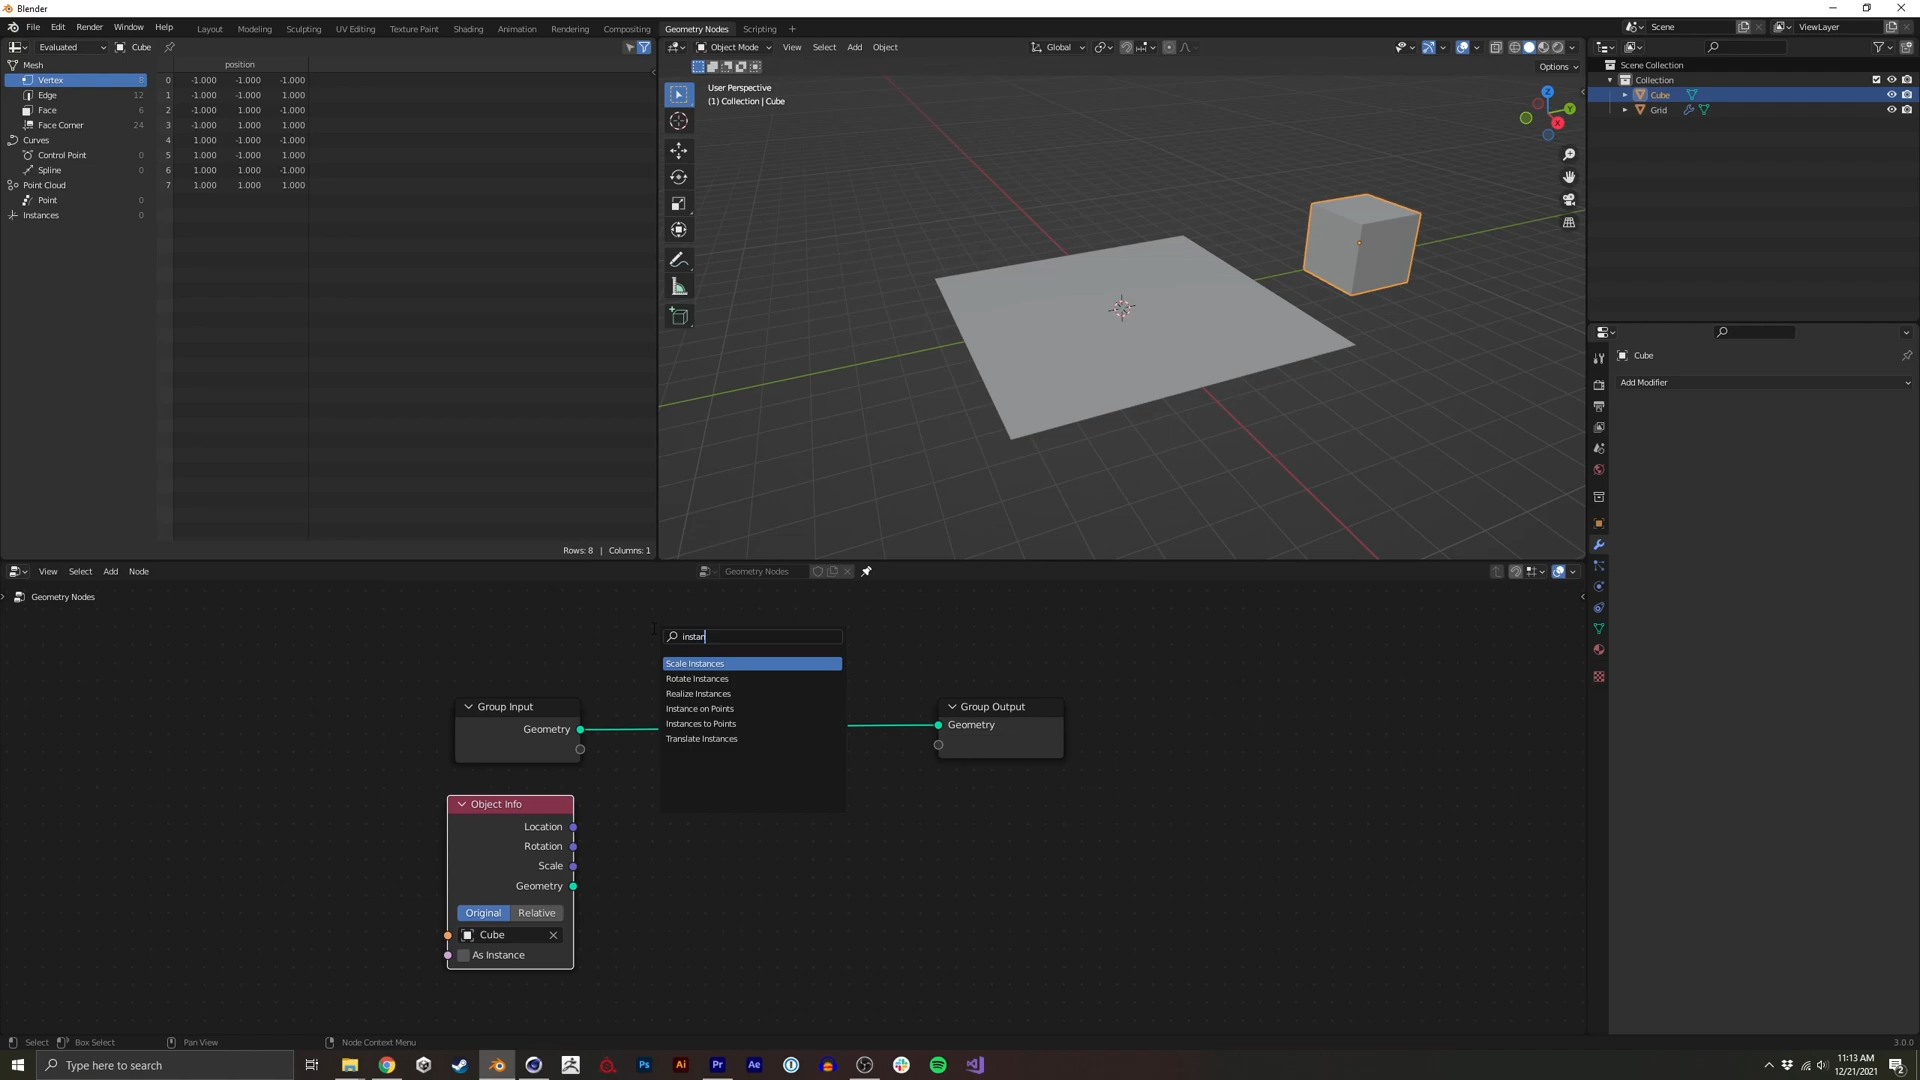 Blender
File Edit Render Window Help Layout Modeling Sculpting UV Editing Texture Paint Shading Animation Rendering Compositing Geometry Nodes Scripting + Scene ViewLayer
Evaluated Cube
Object Mode View Select Add Object Global
Options
position
Mesh
Vertex 8
Edge 12
Face 6
Face Corner 24
Curves
Control Point 0
Spline 0
Point Cloud
Point 0
Instances 0
0 -1.000 -1.000 -1.000
1 -1.000 -1.000 1.000
2 -1.000 1.000 -1.000
3 -1.000 1.000 1.000
4 1.000 -1.000 -1.000
5 1.000 -1.000 1.000
6 1.000 1.000 -1.000
7 1.000 1.000 1.000
Rows: 8 | Columns: 1
User Perspective
(1) Collection | Cube
Z
Y
X
Scene Collection
Collection
Cube
Grid
Cube
Add Modifier
View Select Add Node
Geometry Nodes
Geometry Nodes
instan
Scale Instances
Rotate Instances
Realize Instances
Instance on Points
Instances to Points
Translate Instances
Group Input
Geometry
Group Output
Geometry
Object Info
Location
Rotation
Scale
Geometry
Original Relative
Cube
As Instance
Select Box Select Pan View Node Context Menu 3.0.0
Type here to search
Ps Ai Pr Ae
11:13 AM
12/21/2021
2